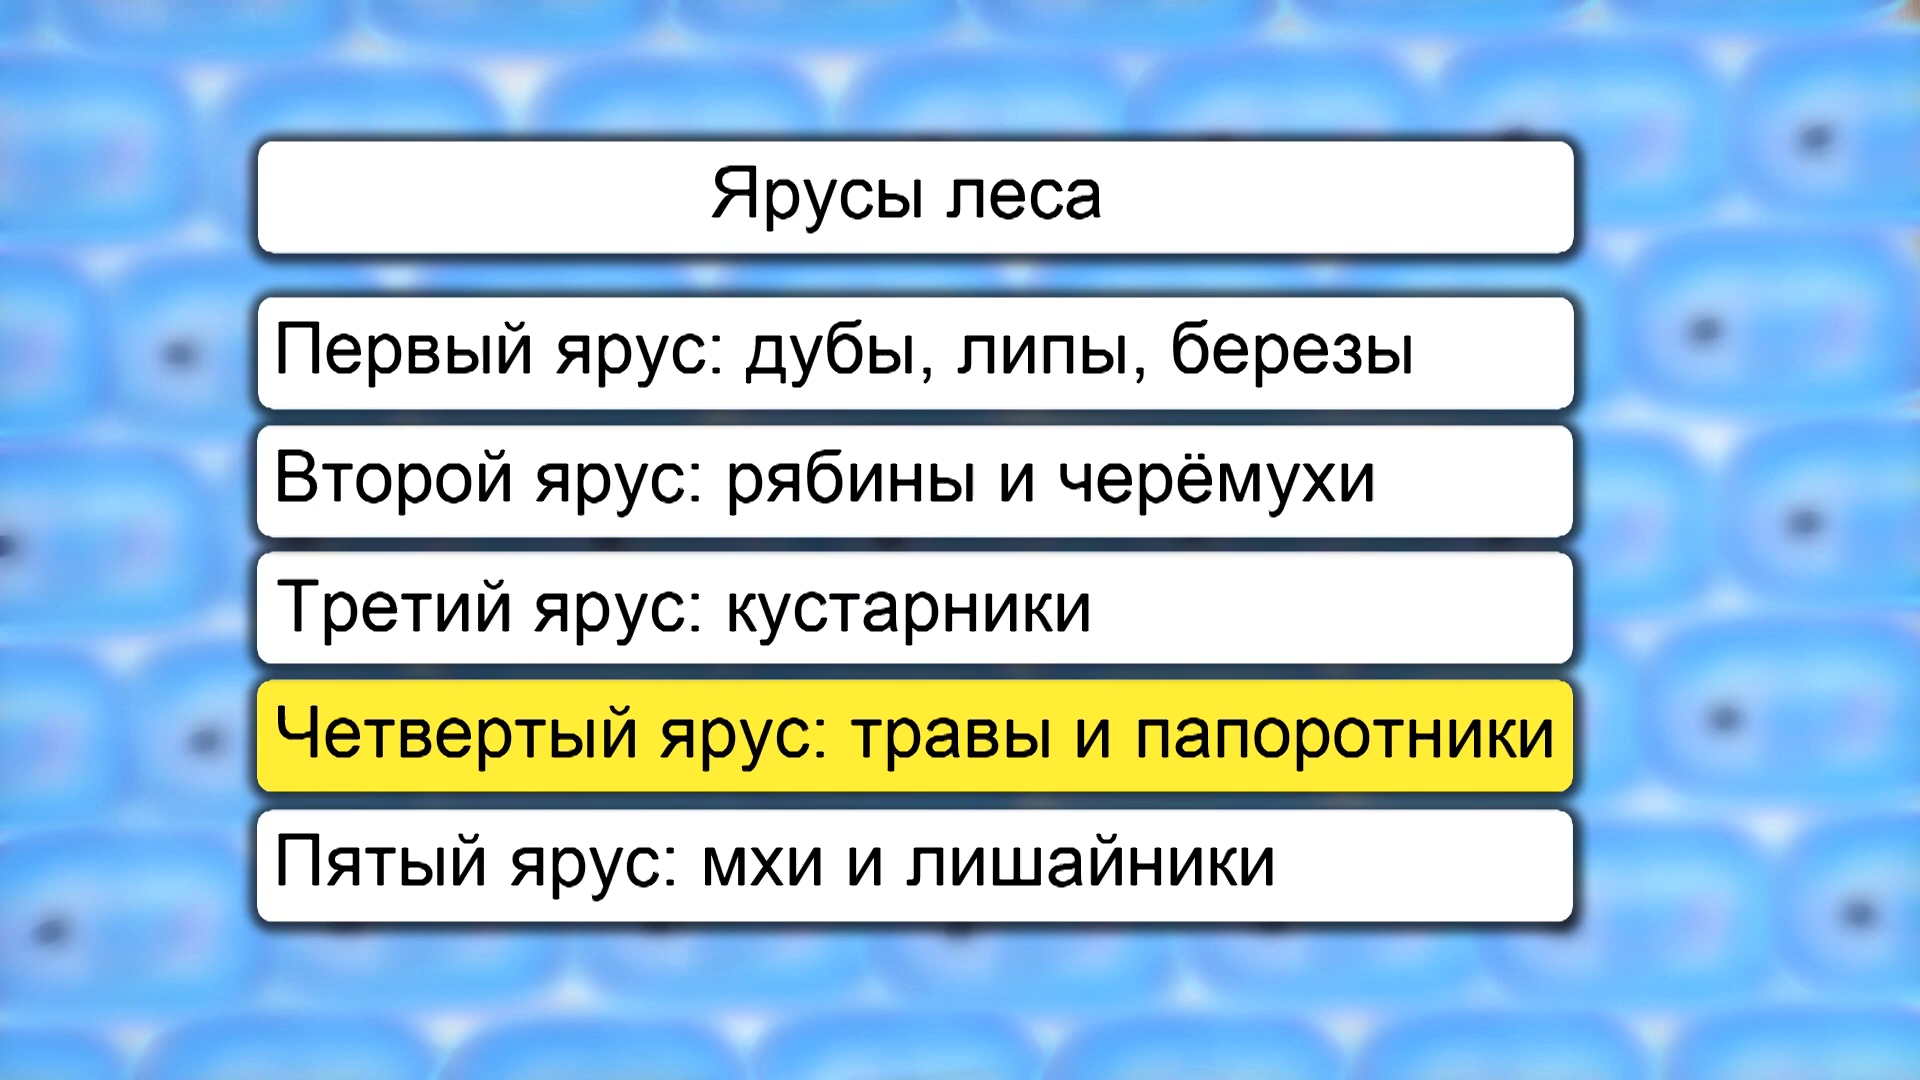 Ярусы леса
Первый ярус: дубы, липы, березы
Второй ярус: рябины и черёмухи
Третий ярус: кустарники
Четвертый ярус: травы и папоротники
Пятый ярус: мхи и лишайники